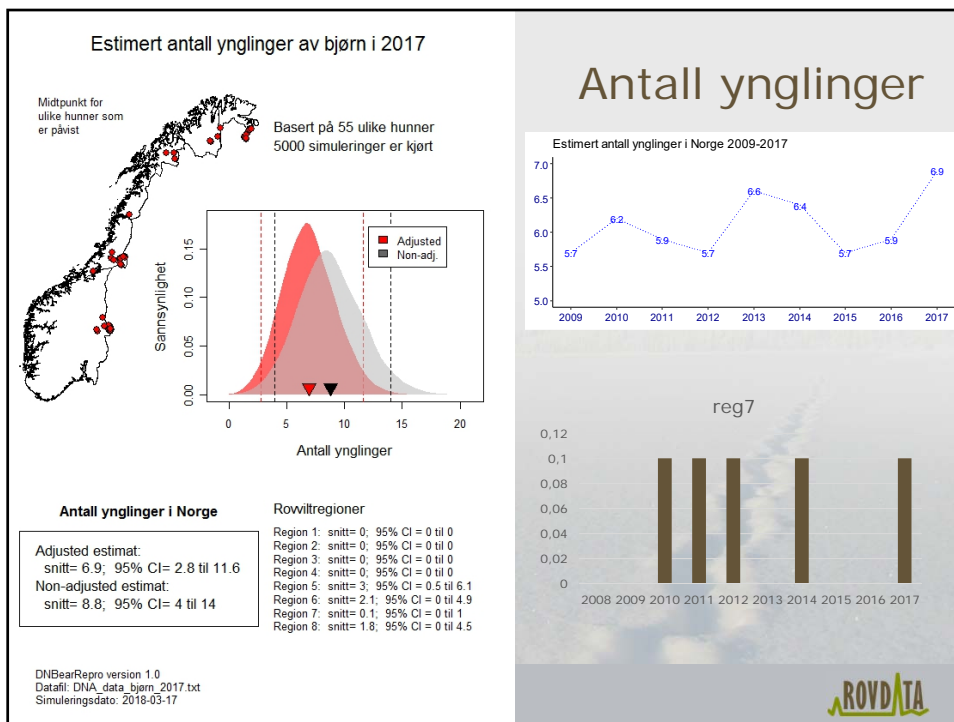 Estimert antall ynglinger av bjørn i 2017
Midtpunkt for
ulike hunner som
er påvist
Basert på 55 ulike hunner
5000 simuleringer er kjørt
Adjusted
Non-adj.
Sannsynlighet
0.15
0.10
0.05
0.00
0 5 10 15 20
Antall ynglinger
Antall ynglinger i Norge
Adjusted estimat:
snitt= 6.9; 95% CI= 2.8 til 11.6
Non-adjusted estimat:
snitt= 8.8; 95% CI= 4 til 14
Rovviltregioner
Region 1: snitt= 0; 95% CI = 0 til 0
Region 2: snitt= 0; 95% CI = 0 til 0
Region 3: snitt= 0; 95% CI = 0 til 0
Region 4: snitt= 0; 95% CI = 0 til 0
Region 5: snitt= 3; 95% CI = 0.5 til 6.1
Region 6: snitt= 2.1; 95% CI = 0 til 4.9
Region 7: snitt= 0.1; 95% CI = 0 til 1
Region 8: snitt= 1.8; 95% CI = 0 til 4.5
DNBearRepro version 1.0
Datafil: DNA_data_bjørn_2017.txt
Simuleringsdato: 2018-03-17
Antall ynglinger
Estimert antall ynglinger i Norge 2009-2017
7.0
6.5
6.0
5.5
5.0
5.7 6.2 5.9 5.7 6.6 6.4 5.7 5.9 6.9
2009 2010 2011 2012 2013 2014 2015 2016 2017
reg7
0,12
0,1
0,08
0,06
0,04
0,02
0
2008 2009 2010 2011 2012 2013 2014 2015 2016 2017
ROVDATA